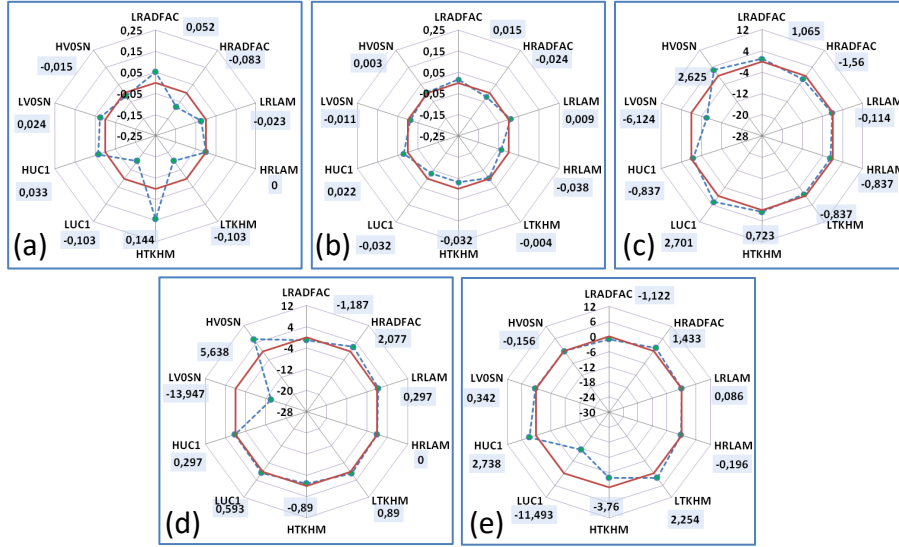 LRADFAC
0,052
0,25
HV0SN
-0,015
0,15
HRADFAC
-0,083
0,05
LV0SN
0,024
-0,05
LRLAM
-0,023
-0,15
-0,25
HUC1
0,033
HRLAM
0
LUC1
-0,103
0,144
HTKHM
LTKHM
-0,103
(a)
LRADFAC
0,015
0,25
HV0SN
0,003
0,15
HRADFAC
-0,024
0,05
LV0SN
-0,011
-0,05
LRLAM
0,009
-0,15
-0,25
HUC1
0,022
HRLAM
-0,038
LUC1
-0,032
-0,032
HTKHM
LTKHM
-0,004
(b)
LRADFAC
1,065
12
HV0SN
2,625
4
HRADFAC
-1,56
-4
LV0SN
-6,124
-12
LRLAM
-0,114
-20
-28
HUC1
-0,837
HRLAM
-0,837
LUC1
2,701
0,723
HTKHM
-0,837
LTKHM
(c)
LRADFAC
-1,187
12
HV0SN
5,638
4
HRADFAC
2,077
-4
LV0SN
-13,947
-12
LRLAM
0,297
-20
-28
HUC1
0,297
HRLAM
0
LUC1
0,593
-0,89
HTKHM
LTKHM
0,89
(d)
LRADFAC
-1,122
12
HV0SN
-0,156
6
HRADFAC
1,433
0
-6
LV0SN
0,342
-12
LRLAM
0,086
-18
-24
-30
HUC1
2,738
HRLAM
-0,196
LUC1
-11,493
-3,76
HTKHM
LTKHM
2,254
(e)